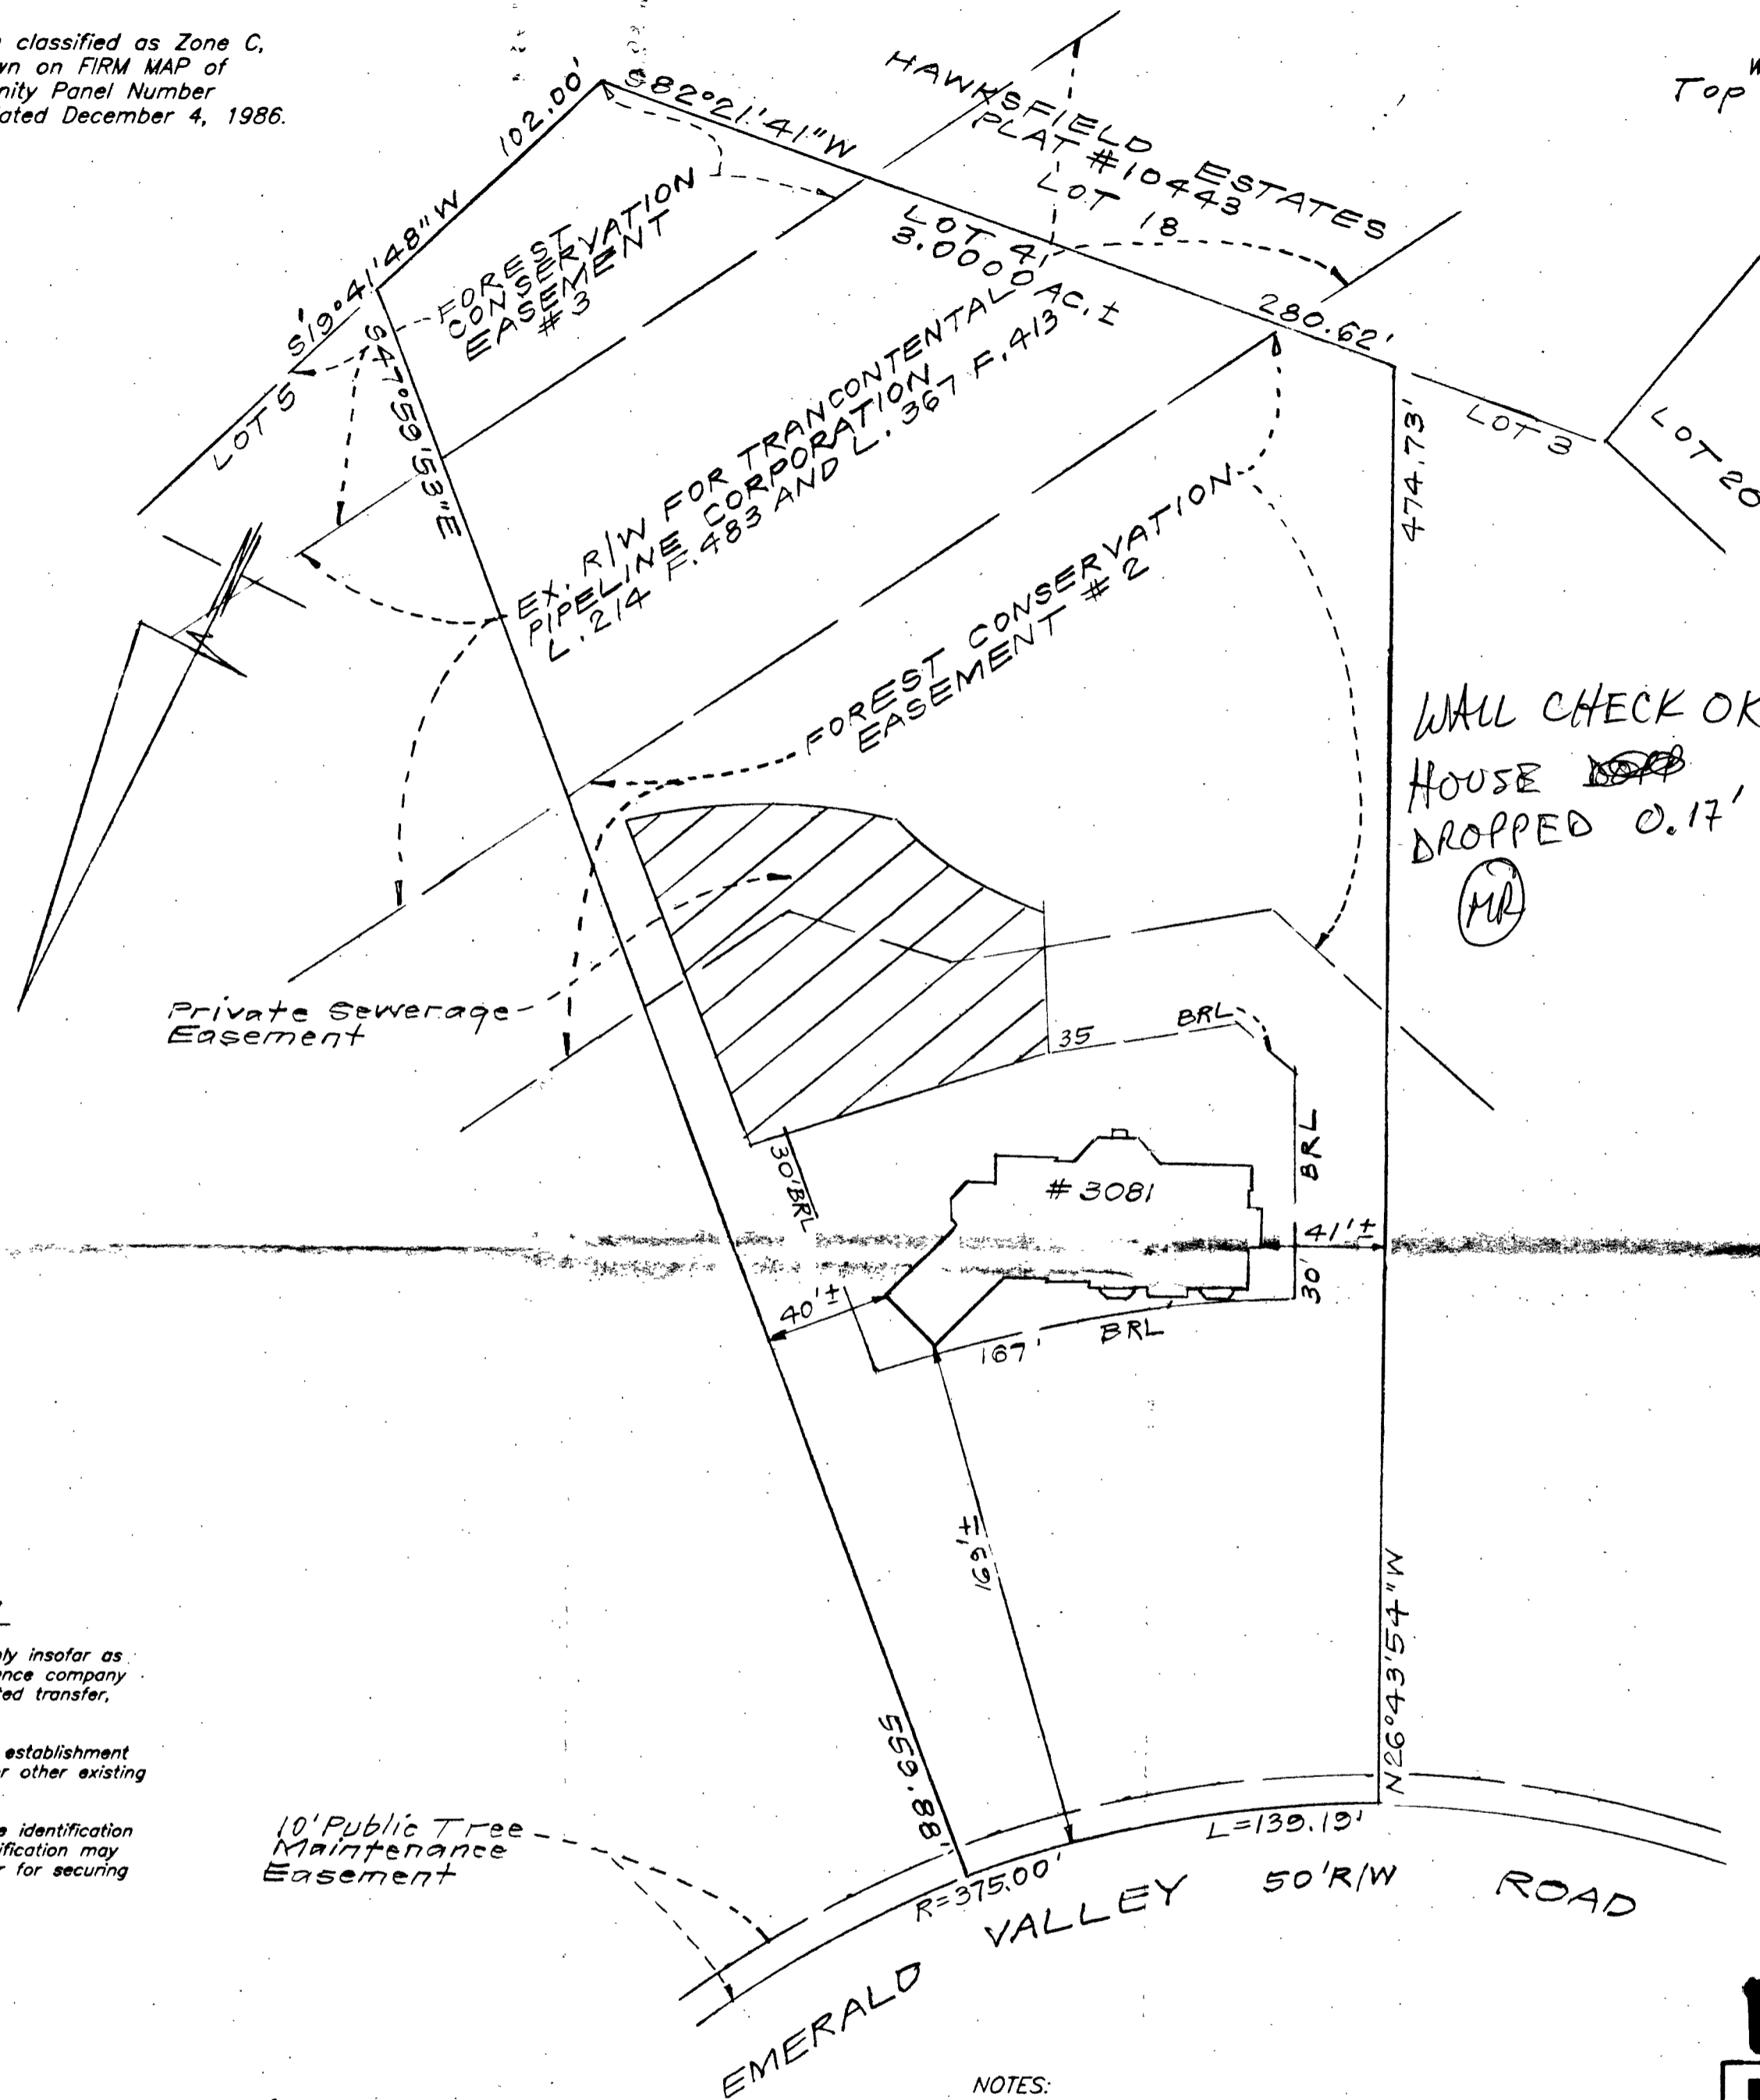 classified as Zone C,
wn on FIRM MAP of
nity Panel Number
ated December 4, 1986.
Top
102.00'
S19°41'48"W
S82°21'41"W
HAWKSFIELD ESTATES
PLAT #10443
LOT 18
LOT 4
3.0000 AC. ±
280.62'
FOREST
CONSERVATION
EASEMENT
#3
LOT 5
S47°59'53"E
LOT 3
LOT 20
474.73'
EX. R/W FOR TRANCONTENTAL
PIPELINE CORPORATION
L.214 F.483 AND L.367 F.413
FOREST CONSERVATION
EASEMENT #2
WALL CHECK OK
HOUSE
DROPPED 0.17'
MR
Private Sewerage
Easement
35
BRL
BRL
30'BRL
#3081
41'±
30'
40'±
BRL
167'
169'±
N26°43'54"W
559.88'
ly insofar as
nce company
ted transfer,
establishment
r other existing
identification
ification may
r for securing
10' Public Tree
Maintenance
Easement
L=139.19'
R=375.00'
EMERALD VALLEY 50'R/W ROAD
NOTES: